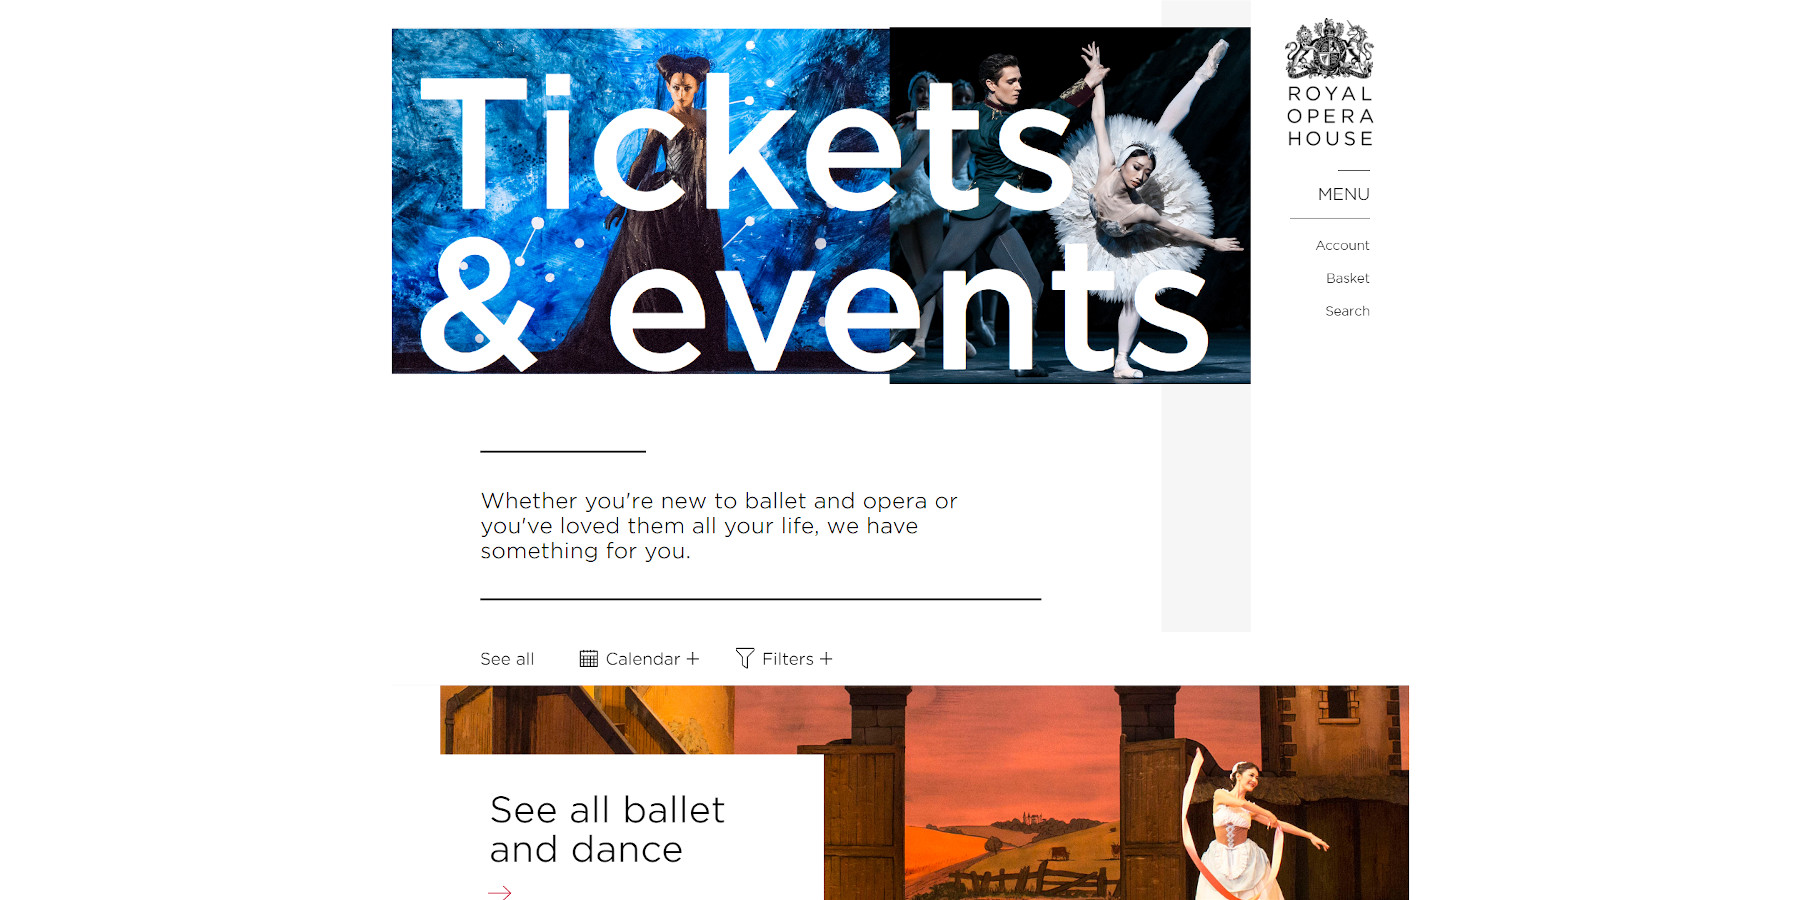 Tickets
& events
ROYAL
OPERA
HOUSE
MENU
Account
Basket
Search
Whether you're new to ballet and opera or
you've loved them all your life, we have
something for you.
See all
Calendar +
Filters +
See all ballet
and dance